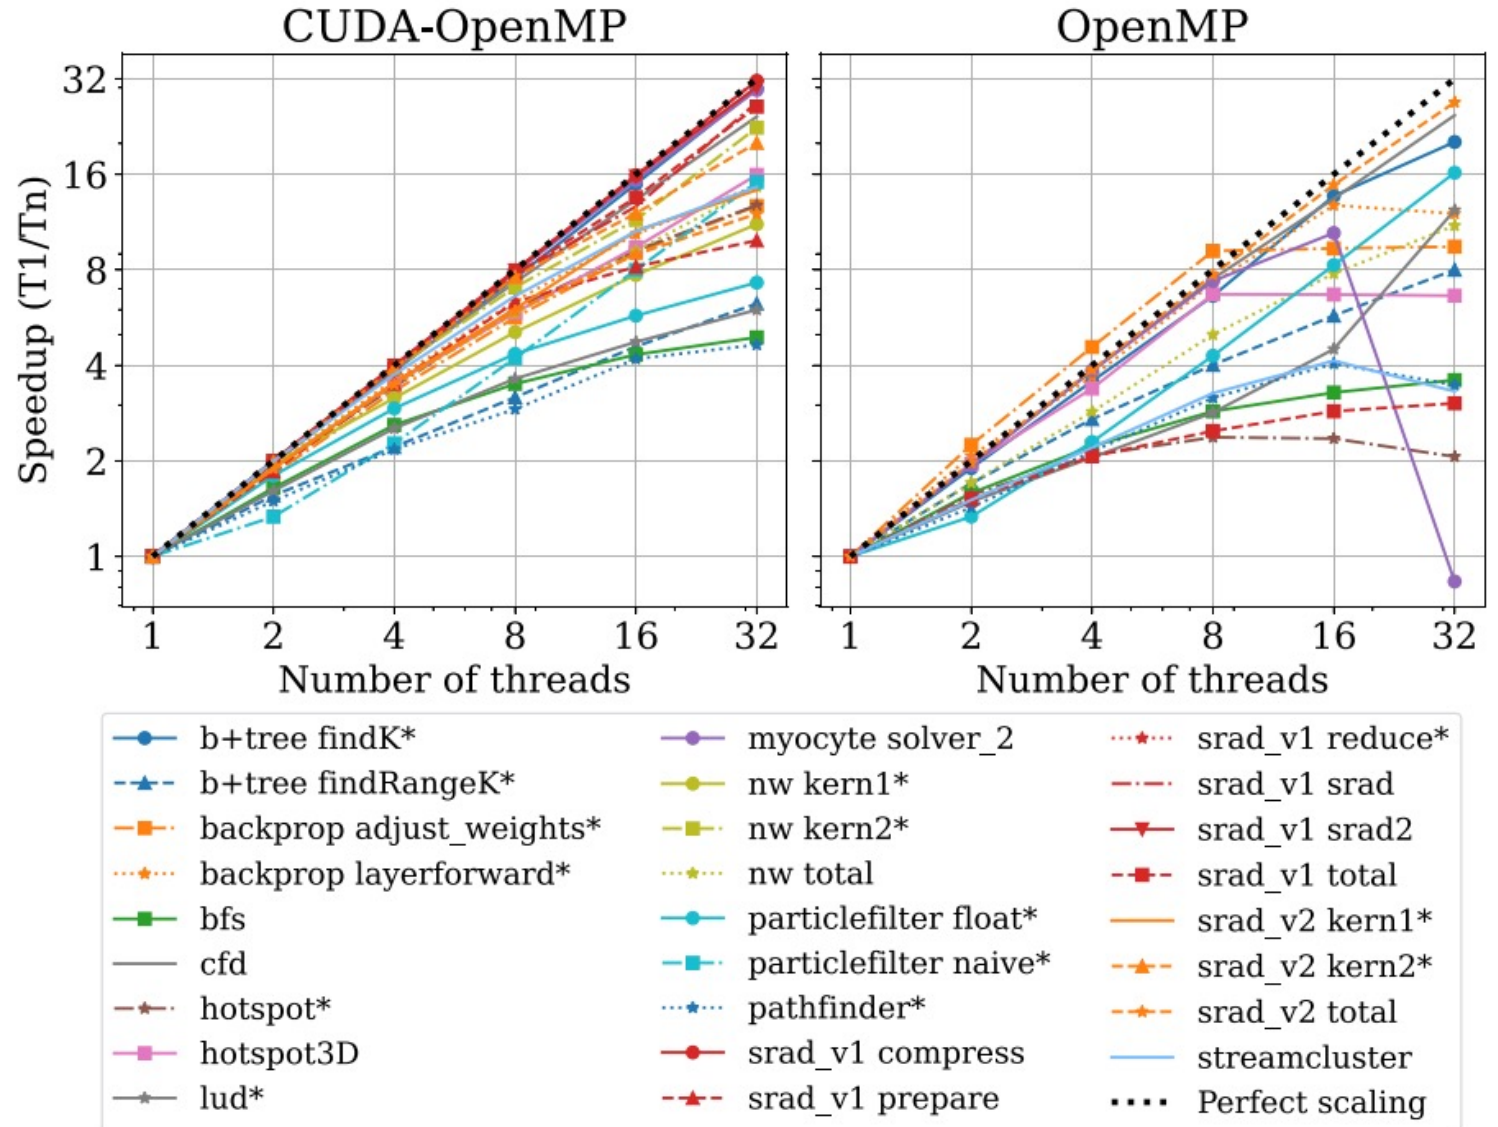 CUDA-OpenMP
OpenMP
Speedup (T1/Tn)
32
16
8
4
2
1
1 2 4 8 16 32
1 2 4 8 16 32
Number of threads
Number of threads
b+tree findK*
b+tree findRangeK*
backprop adjust_weights*
backprop layerforward*
bfs
cfd
hotspot*
hotspot3D
lud*
myocyte solver_2
nw kern1*
nw kern2*
nw total
particlefilter float*
particlefilter naive*
pathfinder*
srad_v1 compress
srad_v1 prepare
srad_v1 reduce*
srad_v1 srad
srad_v1 srad2
srad_v1 total
srad_v2 kern1*
srad_v2 kern2*
srad_v2 total
streamcluster
Perfect scaling